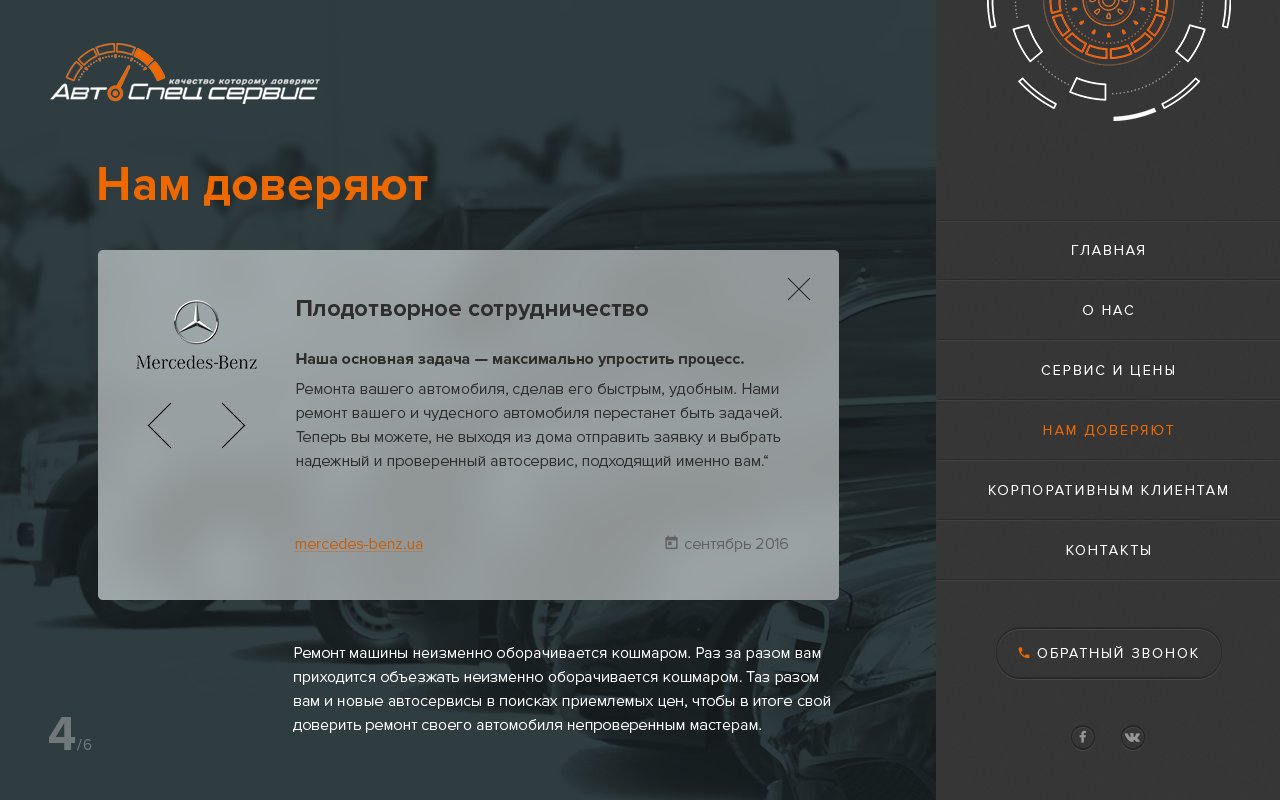 качество которому доверяют
АвтоСпец сервис
Нам доверяют
Плодотворное сотрудничество
Mercedes-Benz
Наша основная задача — максимально упростить процесс.
Ремонта вашего автомобиля, сделав его быстрым, удобным. Нами
ремонт вашего и чудесного автомобиля перестанет быть задачей.
Теперь вы можете, не выходя из дома отправить заявку и выбрать
надежный и проверенный автосервис, подходящий именно вам.“
mercedes-benz.ua
сентябрь 2016
Ремонт машины неизменно оборачивается кошмаром. Раз за разом вам
приходится объезжать неизменно оборачивается кошмаром. Таз разом
вам и новые автосервисы в поисках приемлемых цен, чтобы в итоге свой
доверить ремонт своего автомобиля непроверенным мастерам.
4/6
ГЛАВНАЯ
О НАС
СЕРВИС И ЦЕНЫ
НАМ ДОВЕРЯЮТ
КОРПОРАТИВНЫМ КЛИЕНТАМ
КОНТАКТЫ
ОБРАТНЫЙ ЗВОНОК